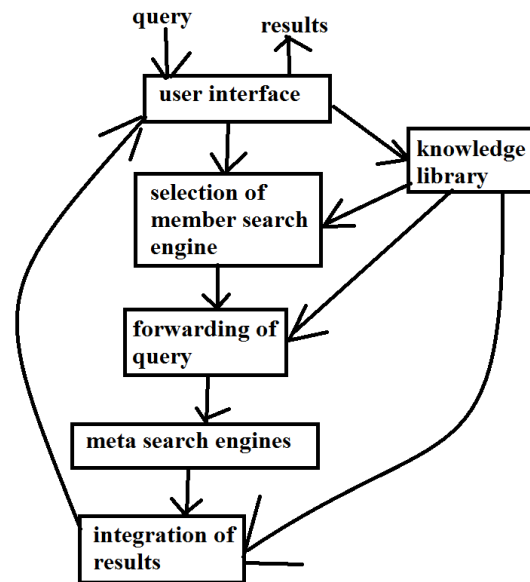 query
results
user interface
knowledge
library
selection of
member search
engine
forwarding of
query
meta search engines
integration of
results